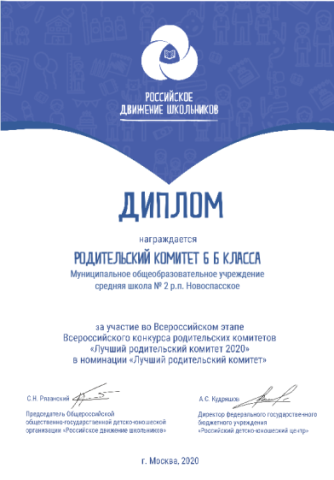 РОССИЙСКОЕ
ДВИЖЕНИЕ ШКОЛЬНИКОВ
ДИПЛОМ
награждается
РОДИТЕЛЬСКИЙ КОМИТЕТ 6 Б КЛАССА
Муниципальное общеобразовательное учреждение
средняя школа № 2 р.п. Новоспасское
за участие во Всероссийском этапе
Всероссийского конкурса родительских комитетов
«Лучший родительский комитет 2020»
в номинации «Лучший родительский комитет»
С.Н. Рязанский
А.С. Кудряшов
Председатель Общероссийской
общественно-государственной детско-юношеской
организации «Российское движение школьников»
Директор федерального государственного
бюджетного учреждения
«Российский детско-юношеский центр»
г. Москва, 2020